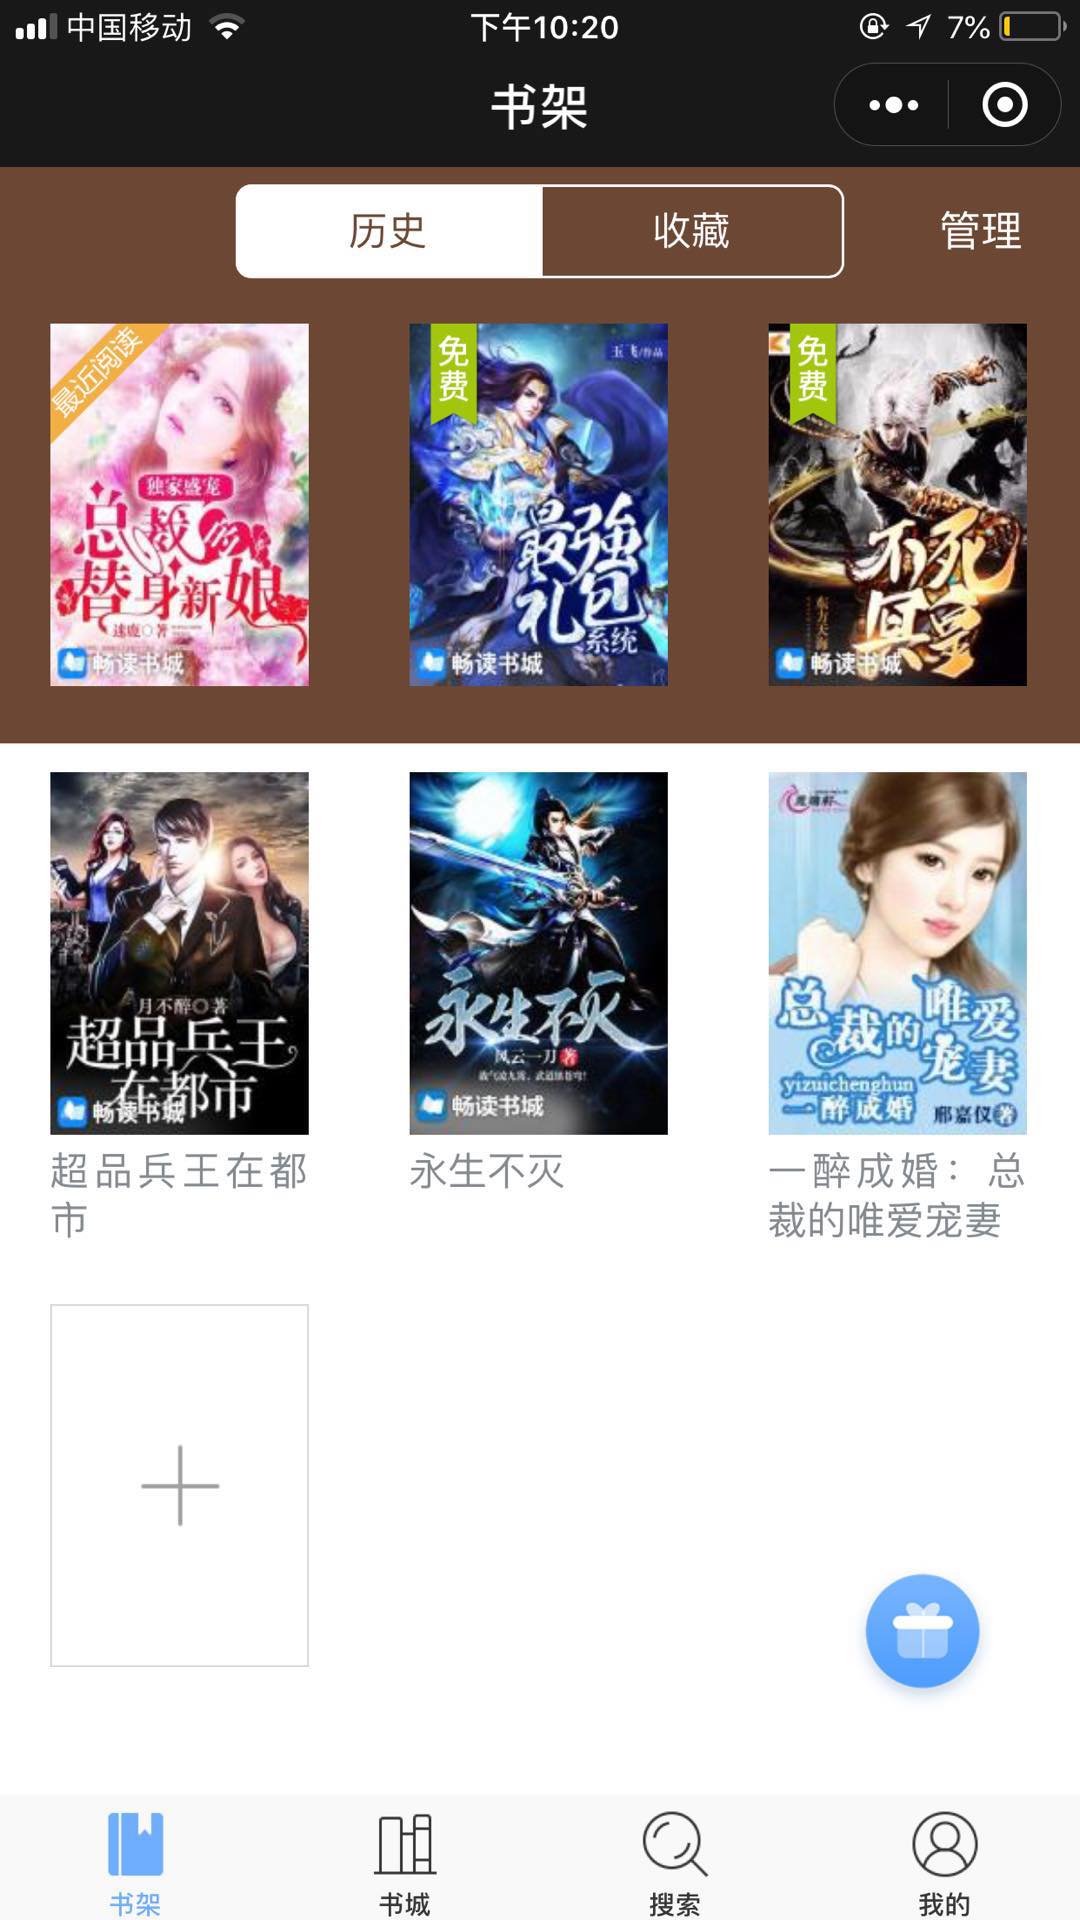 中国移动
下午10:20
7%
书架
历史
收藏
管理
最近阅读
独家盛宠
总裁的
替身新娘
畅读书城
免费
玉飞/作品
最强
礼包
系统
畅读书城
免费
不死
冥皇
畅读书城
月不醉◎著
超品兵王
在都市
畅读书城
超品兵王在都
市
永生不灭
风云一刀 著
畅读书城
永生不灭
总裁的唯爱宠妻
yizuichenghun
一醉成婚
邢嘉仪 著
一醉成婚：总
裁的唯爱宠妻
书架
书城
搜索
我的